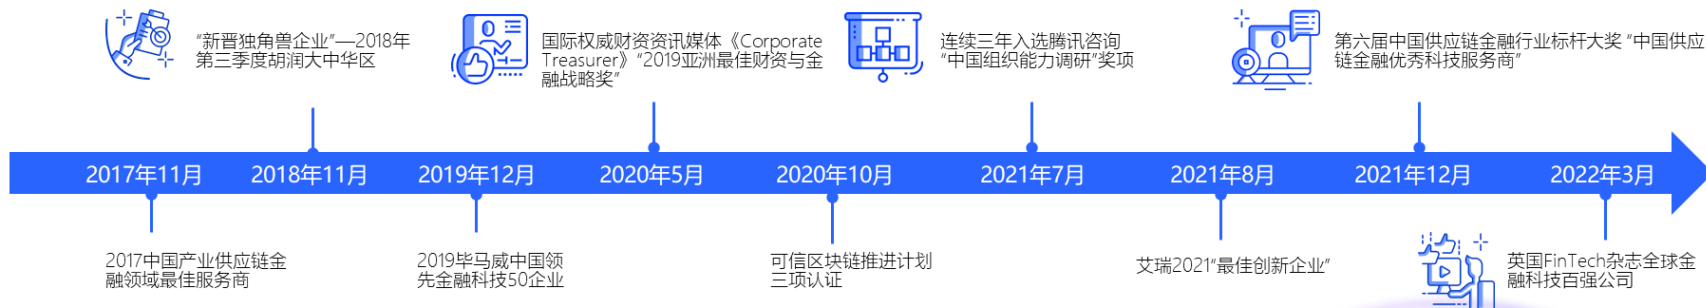 “新晋独角兽企业”—2018年
第三季度胡润大中华区
国际权威财资资讯媒体《Corporate
Treasurer》“2019亚洲最佳财资与金
融战略奖”
连续三年入选腾讯咨询
“中国组织能力调研”奖项
第六届中国供应链金融行业标杆大奖 “中国供应
链金融优秀科技服务商”
2017年11月
2018年11月
2019年12月
2020年5月
2020年10月
2021年7月
2021年8月
2021年12月
2022年3月
2017中国产业供应链金
融领域最佳服务商
2019毕马威中国领
先金融科技50企业
可信区块链推进计划
三项认证
艾瑞2021“最佳创新企业”
英国FinTech杂志全球金
融科技百强公司